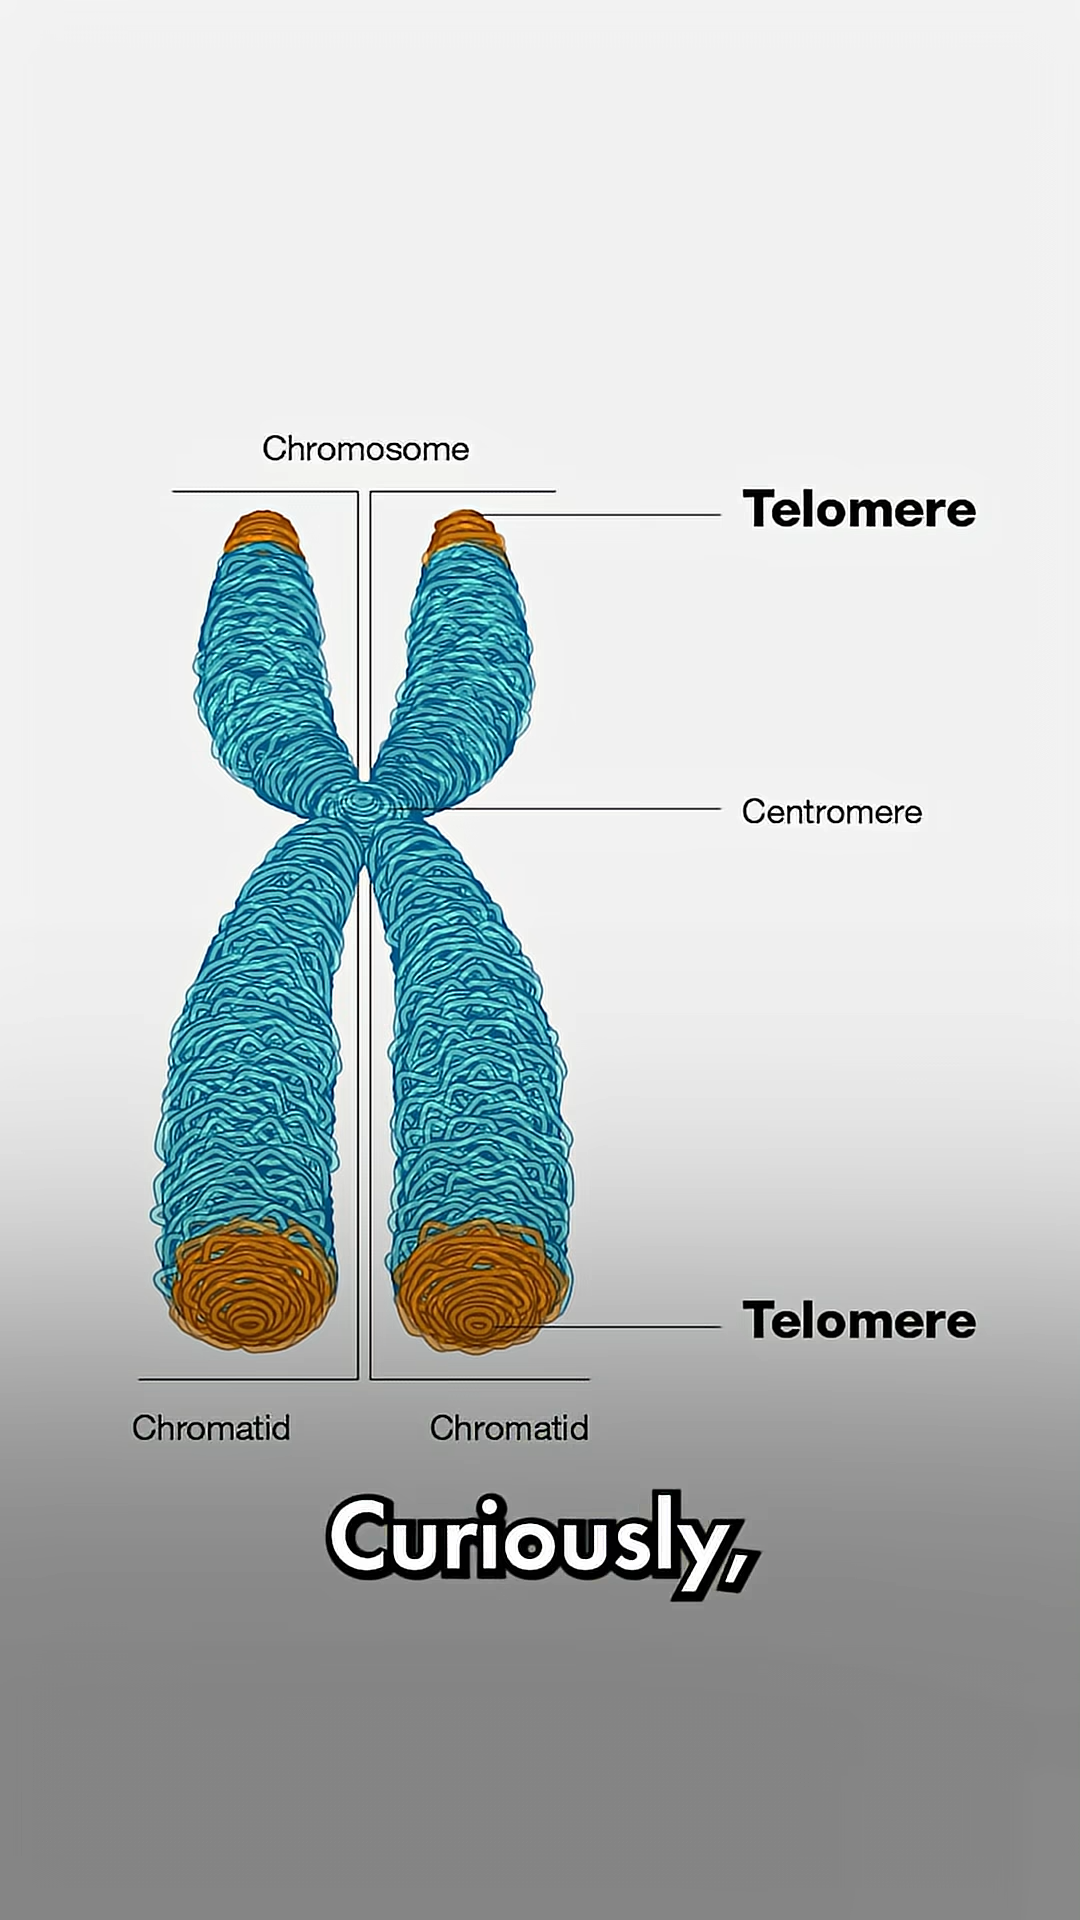 Chromosome
Telomere
Centromere
Telomere
Chromatid Chromatid
Curiously,